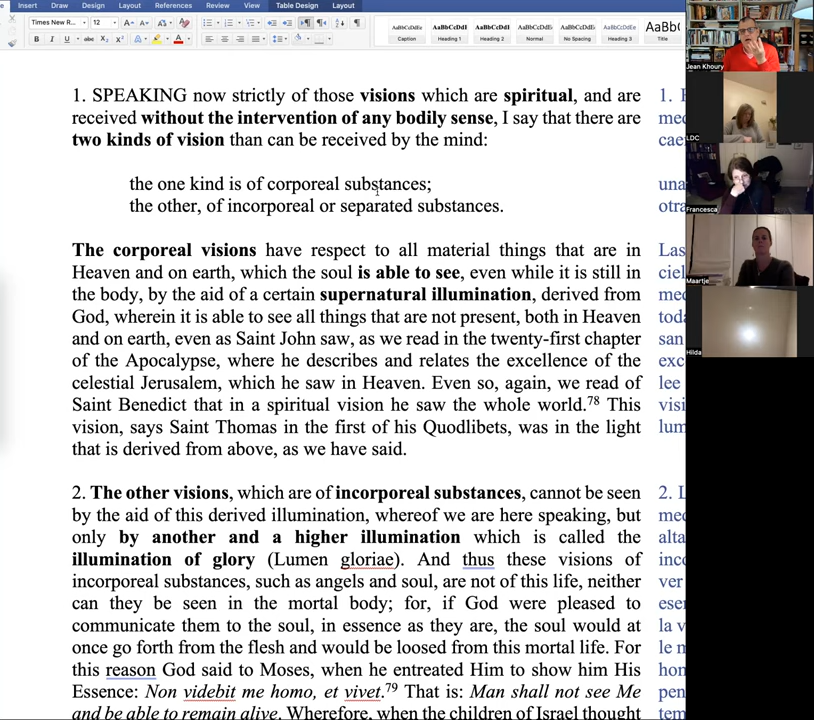 Home
Insert
Draw
Design
Layout
References
Review
View
Table Design
Layout
Times New R...
12
Caption
Heading 1
Heading 2
Normal
No Spacing
Heading 3
Title
1. SPEAKING now strictly of those visions which are spiritual, and are
received without the intervention of any bodily sense, I say that there are
two kinds of vision than can be received by the mind:
the one kind is of corporeal substances;
the other, of incorporeal or separated substances.
The corporeal visions have respect to all material things that are in
Heaven and on earth, which the soul is able to see, even while it is still in
the body, by the aid of a certain supernatural illumination, derived from
God, wherein it is able to see all things that are not present, both in Heaven
and on earth, even as Saint John saw, as we read in the twenty-first chapter
of the Apocalypse, where he describes and relates the excellence of the
celestial Jerusalem, which he saw in Heaven. Even so, again, we read of
Saint Benedict that in a spiritual vision he saw the whole world.78 This
vision, says Saint Thomas in the first of his Quodlibets, was in the light
that is derived from above, as we have said.
2. The other visions, which are of incorporeal substances, cannot be seen
by the aid of this derived illumination, whereof we are here speaking, but
only by another and a higher illumination which is called the
illumination of glory (Lumen gloriae). And thus these visions of
incorporeal substances, such as angels and soul, are not of this life, neither
can they be seen in the mortal body; for, if God were pleased to
communicate them to the soul, in essence as they are, the soul would at
once go forth from the flesh and would be loosed from this mortal life. For
this reason God said to Moses, when he entreated Him to show him His
Essence: Non videbit me homo, et vivet.79 That is: Man shall not see Me
and be able to remain alive. Wherefore, when the children of Israel thought
Jean Khoury
LDC
Francesca
Maartje
Hilda